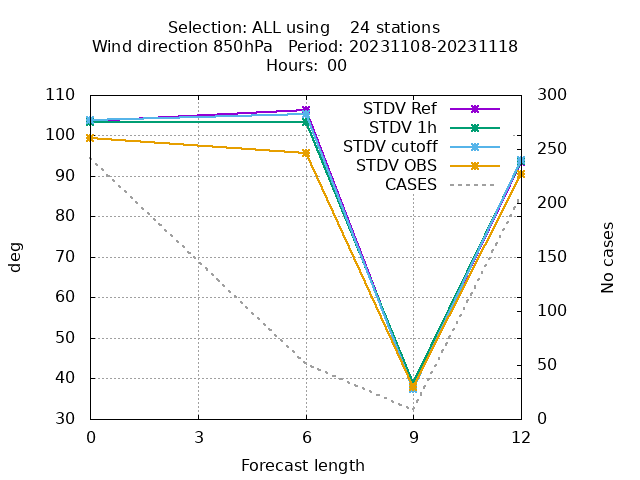 Selection: ALL using    24 stations
Wind direction 850hPa   Period: 20231108-20231118
Hours: 00
110
100
90
80
70
60
50
40
30
300
250
200
150
100
50
0
STDV Ref
STDV 1h
STDV cutoff
STDV OBS
CASES
deg
No cases
0 3 6 9 12
Forecast length